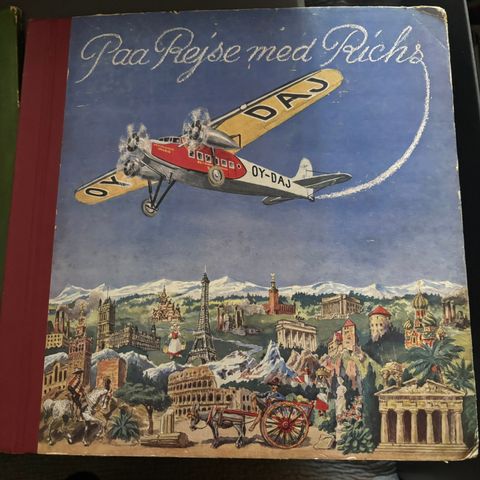 Paa Rejse med Richs
DAJ
OY
OY-DAJ